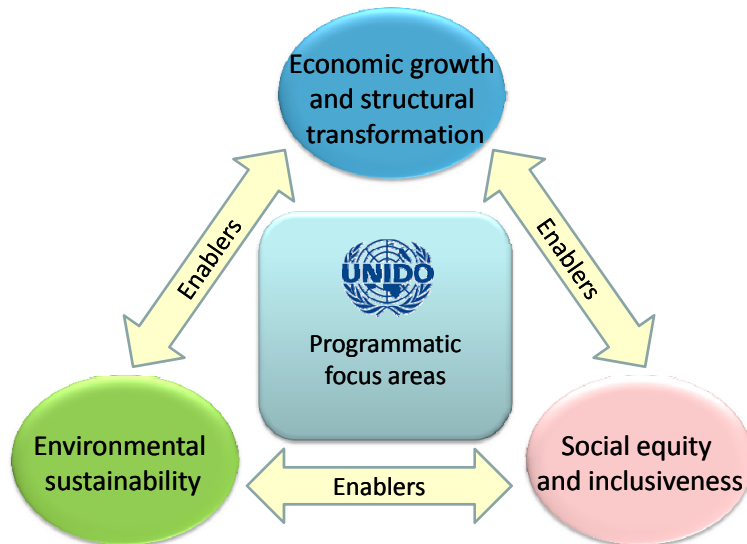 Economic growth
and structural
transformation
Enablers
Enablers
UNIDO
Programmatic
focus areas
Environmental
sustainability
Enablers
Social equity
and inclusiveness